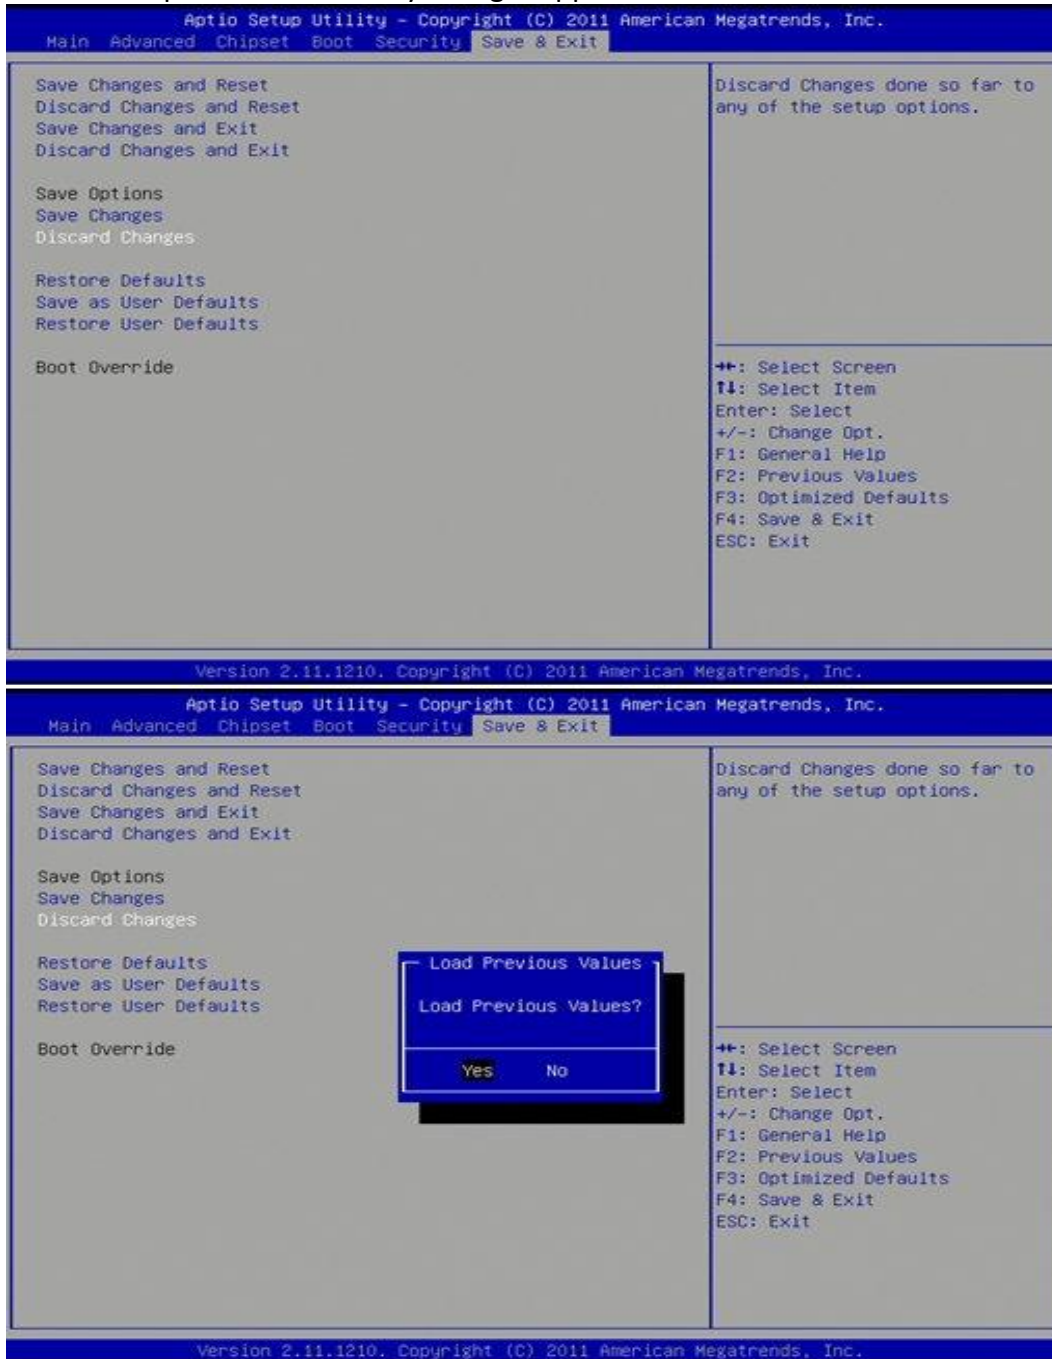 Aptio Setup Utility – Copyright (C) 2011 American Megatrends, Inc.
Main Advanced Chipset Boot Security Save & Exit
Save Changes and Reset
Discard Changes and Reset
Save Changes and Exit
Discard Changes and Exit
Save Options
Save Changes
Discard Changes
Restore Defaults
Save as User Defaults
Restore User Defaults
Boot Override
Discard Changes done so far to
any of the setup options.
→←: Select Screen
↑↓: Select Item
Enter: Select
+/-: Change Opt.
F1: General Help
F2: Previous Values
F3: Optimized Defaults
F4: Save & Exit
ESC: Exit
Version 2.11.1210. Copyright (C) 2011 American Megatrends, Inc.
Aptio Setup Utility – Copyright (C) 2011 American Megatrends, Inc.
Main Advanced Chipset Boot Security Save & Exit
Save Changes and Reset
Discard Changes and Reset
Save Changes and Exit
Discard Changes and Exit
Save Options
Save Changes
Discard Changes
Restore Defaults
Save as User Defaults
Restore User Defaults
Boot Override
Load Previous Values
Load Previous Values?
Yes No
Discard Changes done so far to
any of the setup options.
→←: Select Screen
↑↓: Select Item
Enter: Select
+/-: Change Opt.
F1: General Help
F2: Previous Values
F3: Optimized Defaults
F4: Save & Exit
ESC: Exit
Version 2.11.1210. Copyright (C) 2011 American Megatrends, Inc.